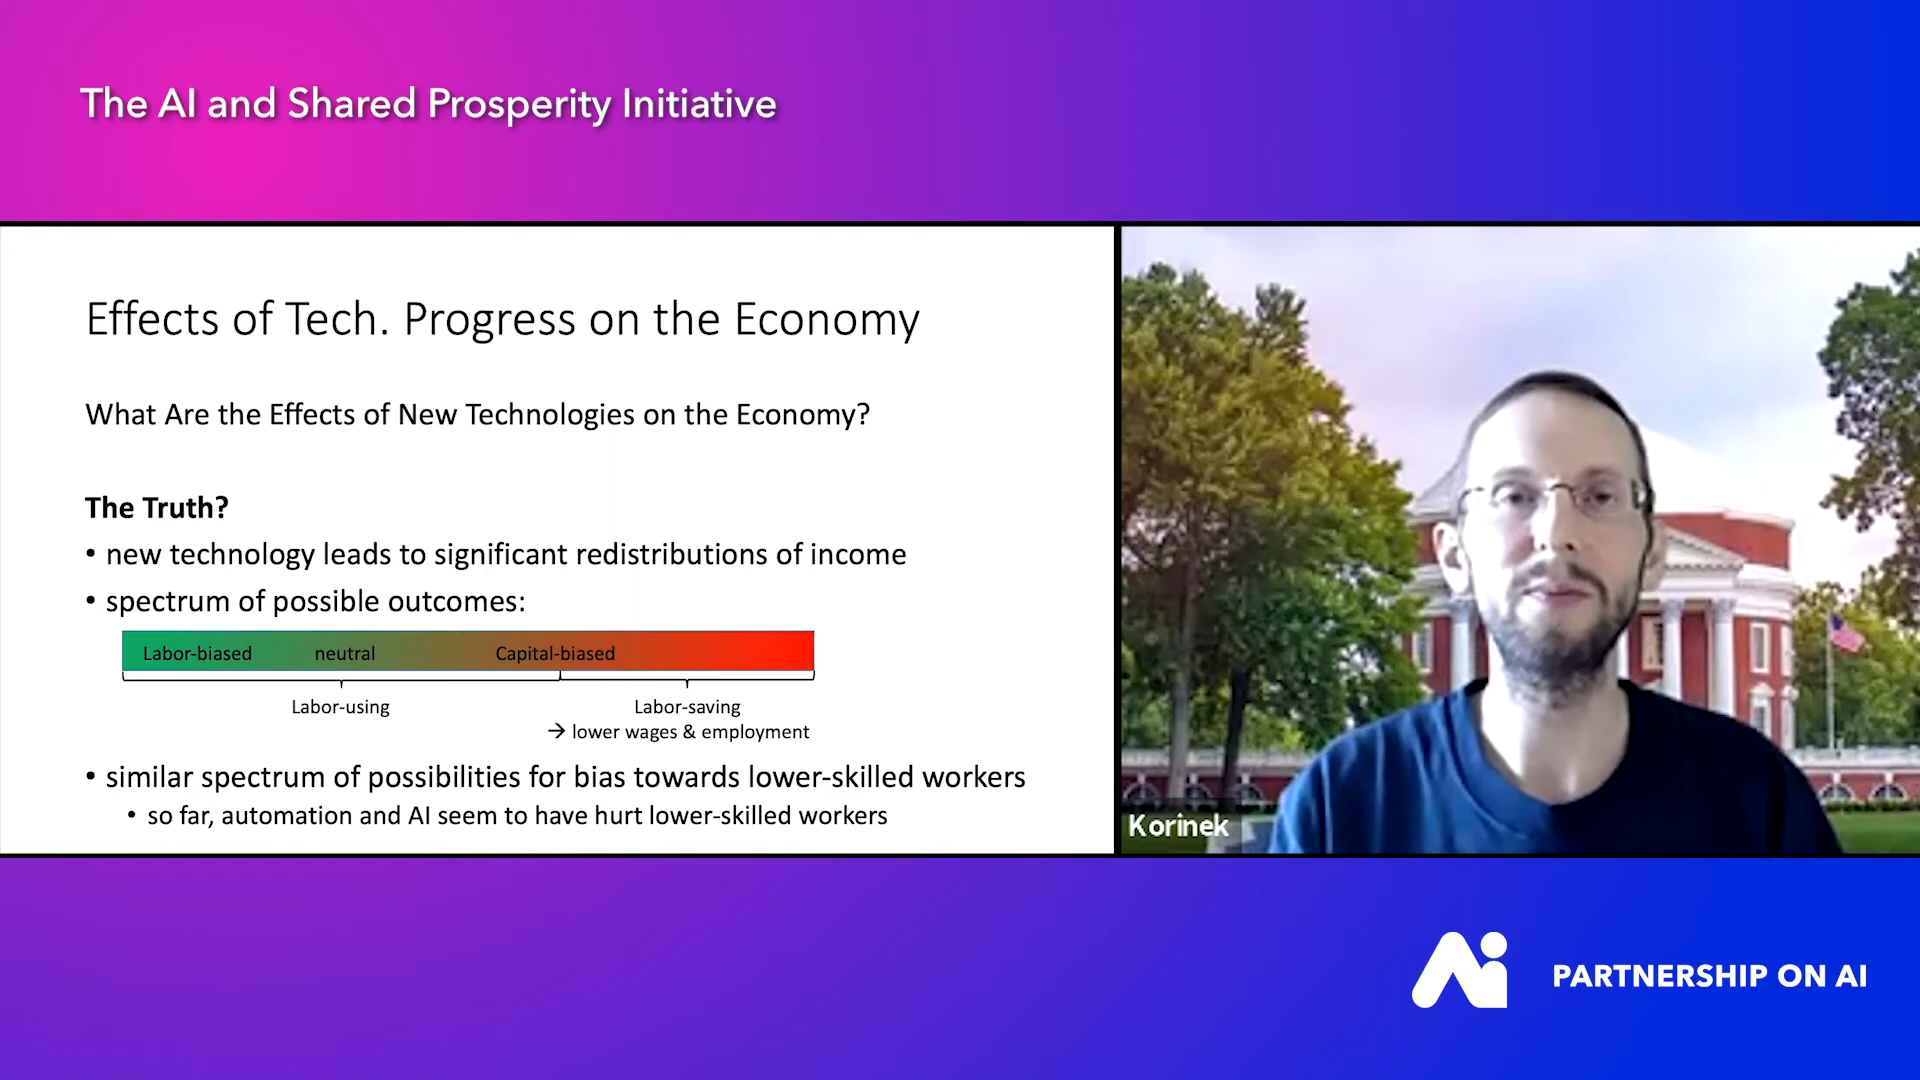 The AI and Shared Prosperity Initiative
Effects of Tech. Progress on the Economy
What Are the Effects of New Technologies on the Economy?
The Truth?
• new technology leads to significant redistributions of income
• spectrum of possible outcomes:
Labor-biased neutral Capital-biased
Labor-using Labor-saving
→ lower wages & employment
• similar spectrum of possibilities for bias towards lower-skilled workers
• so far, automation and AI seem to have hurt lower-skilled workers
Korinek
PARTNERSHIP ON AI